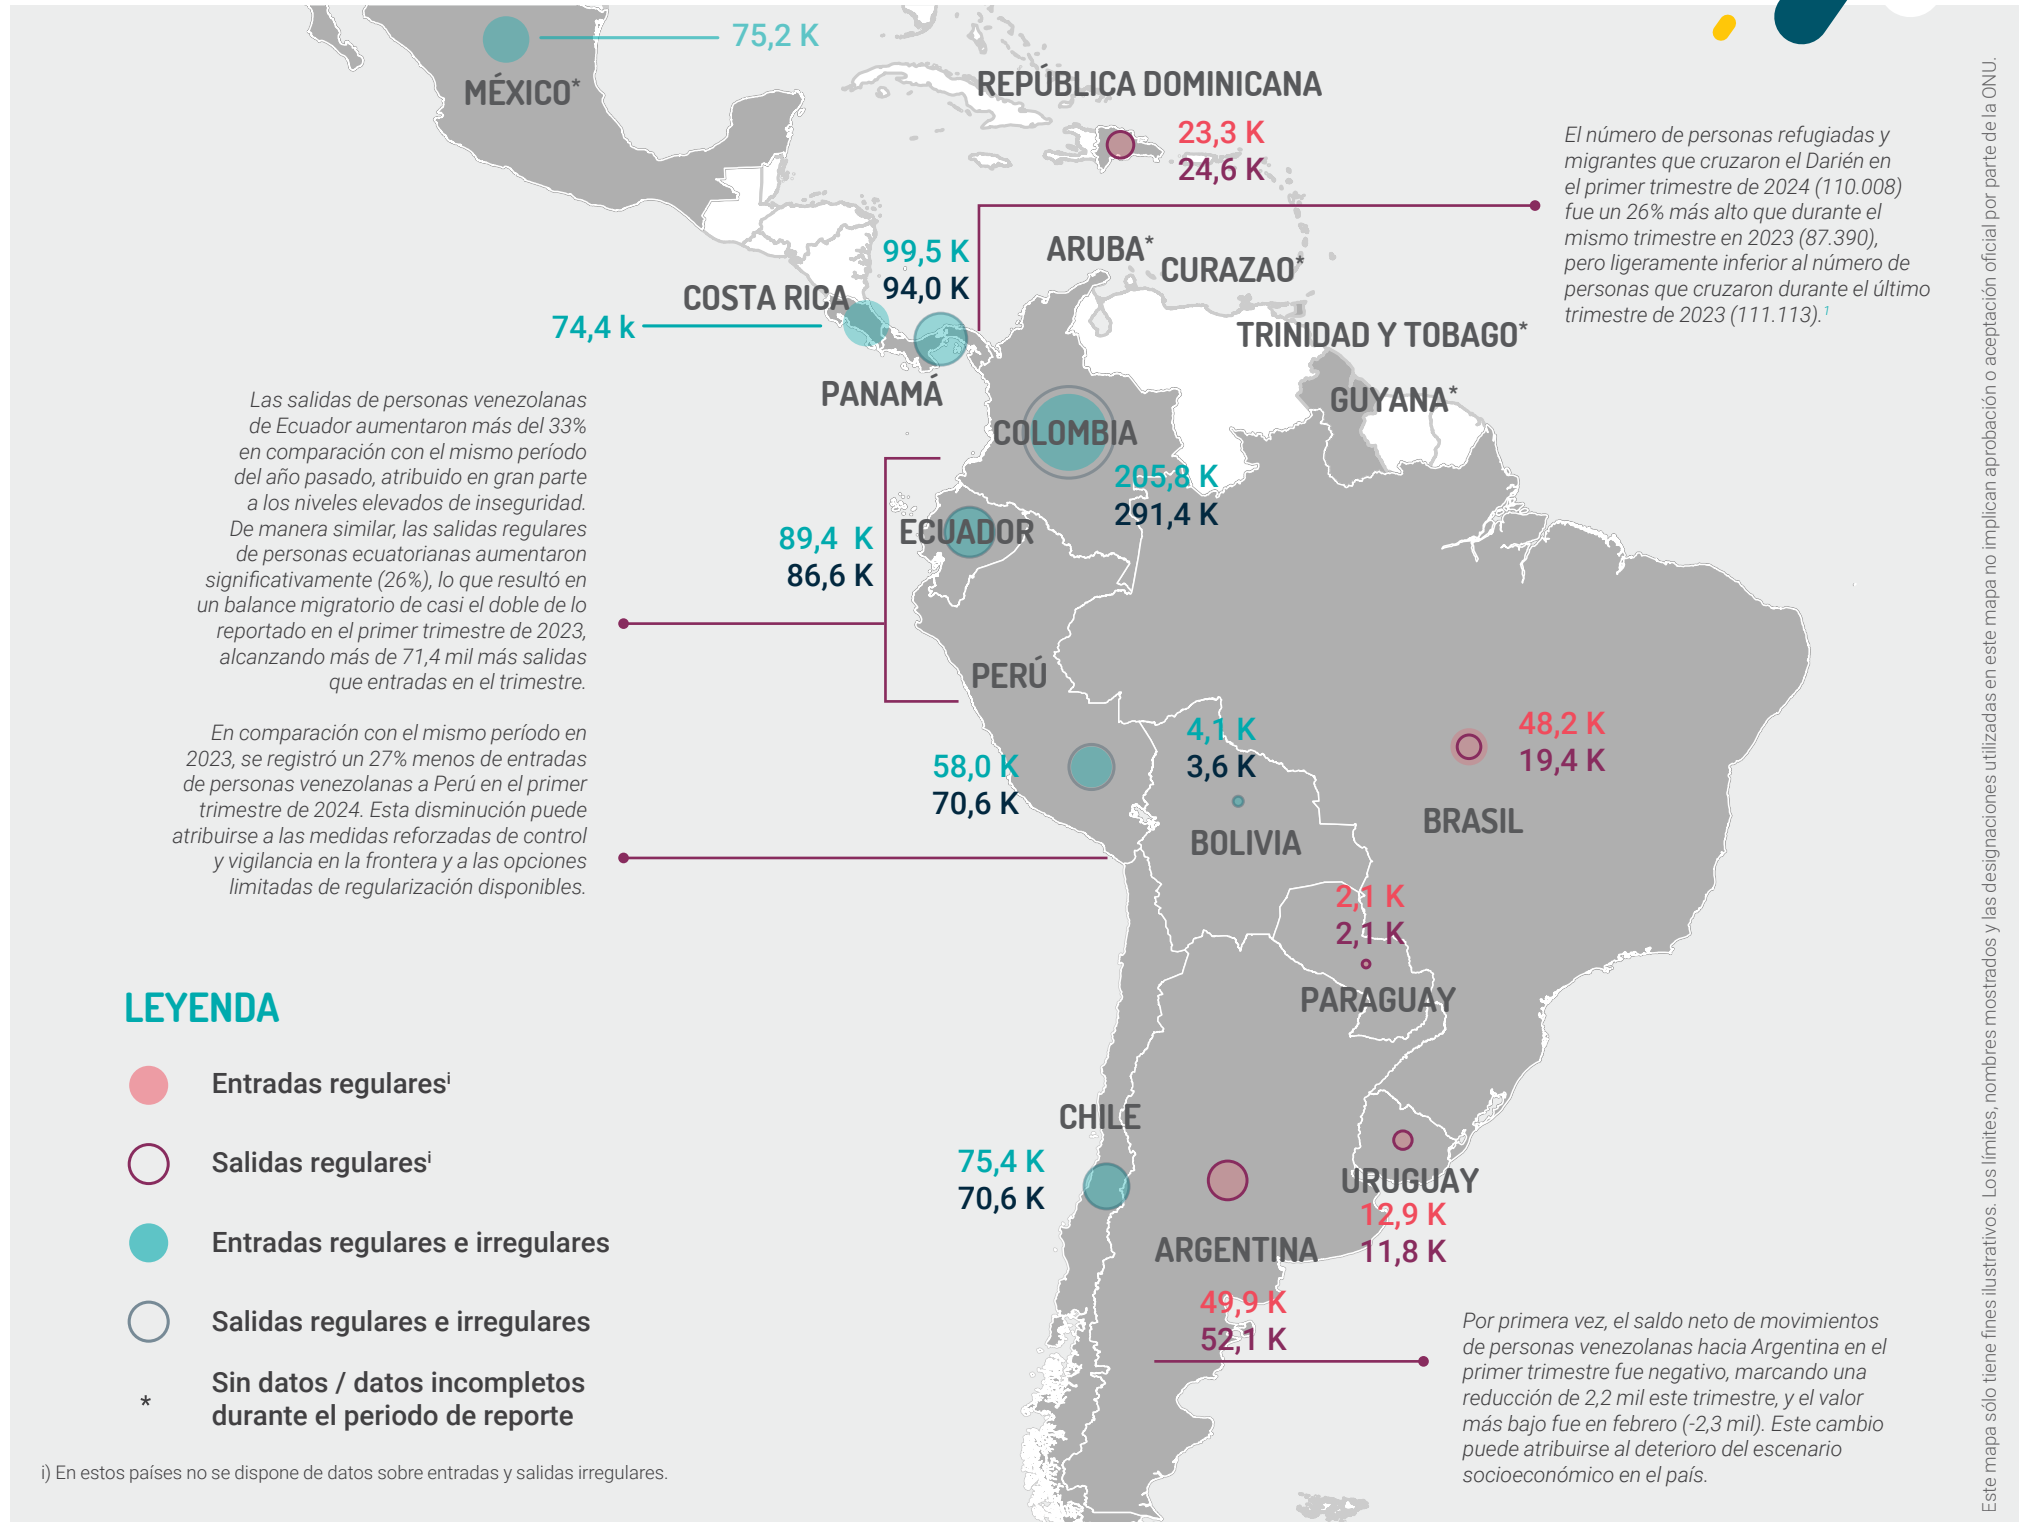 75,2 K
MÉXICO*
REPÚBLICA DOMINICANA
23,3 K
24,6 K
El número de personas refugiadas y
migrantes que cruzaron el Darién en
el primer trimestre de 2024 (110.008)
fue un 26% más alto que durante el
mismo trimestre en 2023 (87.390),
pero ligeramente inferior al número de
personas que cruzaron durante el último
trimestre de 2023 (111.113).¹
99,5 K
94,0 K
ARUBA*
CURAZAO*
COSTA RICA
74,4 k
TRINIDAD Y TOBAGO*
PANAMÁ
GUYANA*
COLOMBIA
205,8 K
291,4 K
Las salidas de personas venezolanas
de Ecuador aumentaron más del 33%
en comparación con el mismo período
del año pasado, atribuido en gran parte
a los niveles elevados de inseguridad.
De manera similar, las salidas regulares
de personas ecuatorianas aumentaron
significativamente (26%), lo que resultó en
un balance migratorio de casi el doble de lo
reportado en el primer trimestre de 2023,
alcanzando más de 71,4 mil más salidas
que entradas en el trimestre.
ECUADOR
89,4 K
86,6 K
PERÚ
En comparación con el mismo período en
2023, se registró un 27% menos de entradas
de personas venezolanas a Perú en el primer
trimestre de 2024. Esta disminución puede
atribuirse a las medidas reforzadas de control
y vigilancia en la frontera y a las opciones
limitadas de regularización disponibles.
58,0 K
70,6 K
4,1 K
3,6 K
BOLIVIA
48,2 K
19,4 K
BRASIL
2,1 K
2,1 K
PARAGUAY
LEYENDA
Entradas regularesⁱ
Salidas regularesⁱ
Entradas regulares e irregulares
Salidas regulares e irregulares
* Sin datos / datos incompletos
durante el periodo de reporte
i) En estos países no se dispone de datos sobre entradas y salidas irregulares.
CHILE
75,4 K
70,6 K
URUGUAY
12,9 K
11,8 K
ARGENTINA
49,9 K
52,1 K
Por primera vez, el saldo neto de movimientos
de personas venezolanas hacia Argentina en el
primer trimestre fue negativo, marcando una
reducción de 2,2 mil este trimestre, y el valor
más bajo fue en febrero (-2,3 mil). Este cambio
puede atribuirse al deterioro del escenario
socioeconómico en el país.
Este mapa sólo tiene fines ilustrativos. Los límites, nombres mostrados y las designaciones utilizadas en este mapa no implican aprobación o aceptación oficial por parte de la ONU.